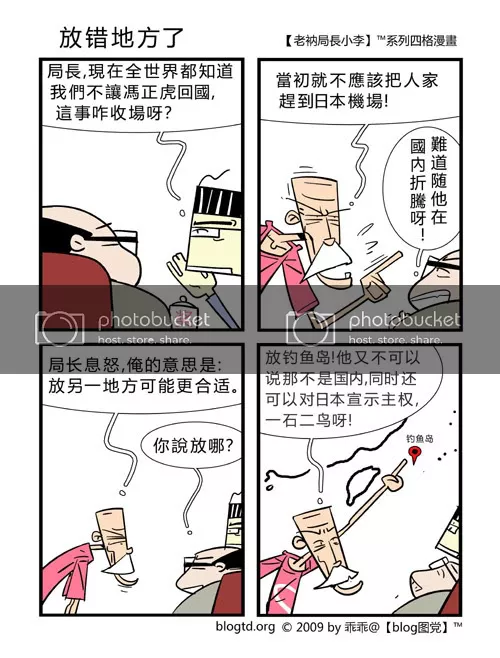 放错地方了
【老衲局長小李】™系列四格漫畫
局長,現在全世界都知道
我們不讓馮正虎回國,
這事咋收場呀?
當初就不應該把人家
趕到日本機場!
難道随他在
國内折騰呀!
photobucket
host. store. share.
photobucket
host. store. share.
局长息怒,俺的意思是:
放另一地方可能更合适。
你說放哪?
放钓鱼岛!他又不可以
说那不是国内,同时还
可以对日本宣示主权,
一石二鸟呀!
钓鱼岛
blogtd.org © 2009 by 乖乖@【blog图党】™